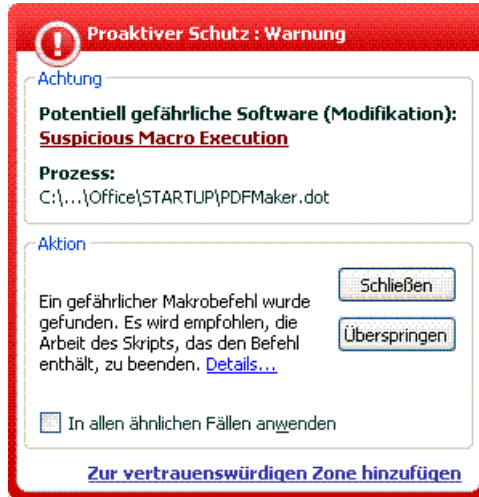 Proaktiver Schutz : Warnung
Achtung
Potentiell gefährliche Software (Modifikation):
Suspicious Macro Execution
Prozess:
C:\...\Office\STARTUP\PDFMaker.dot
Aktion
Ein gefährlicher Makrobefehl wurde
gefunden. Es wird empfohlen, die
Arbeit des Skripts, das den Befehl
enthält, zu beenden. Details...
Schließen
Überspringen
In allen ähnlichen Fällen anwenden
Zur vertrauenswürdigen Zone hinzufügen